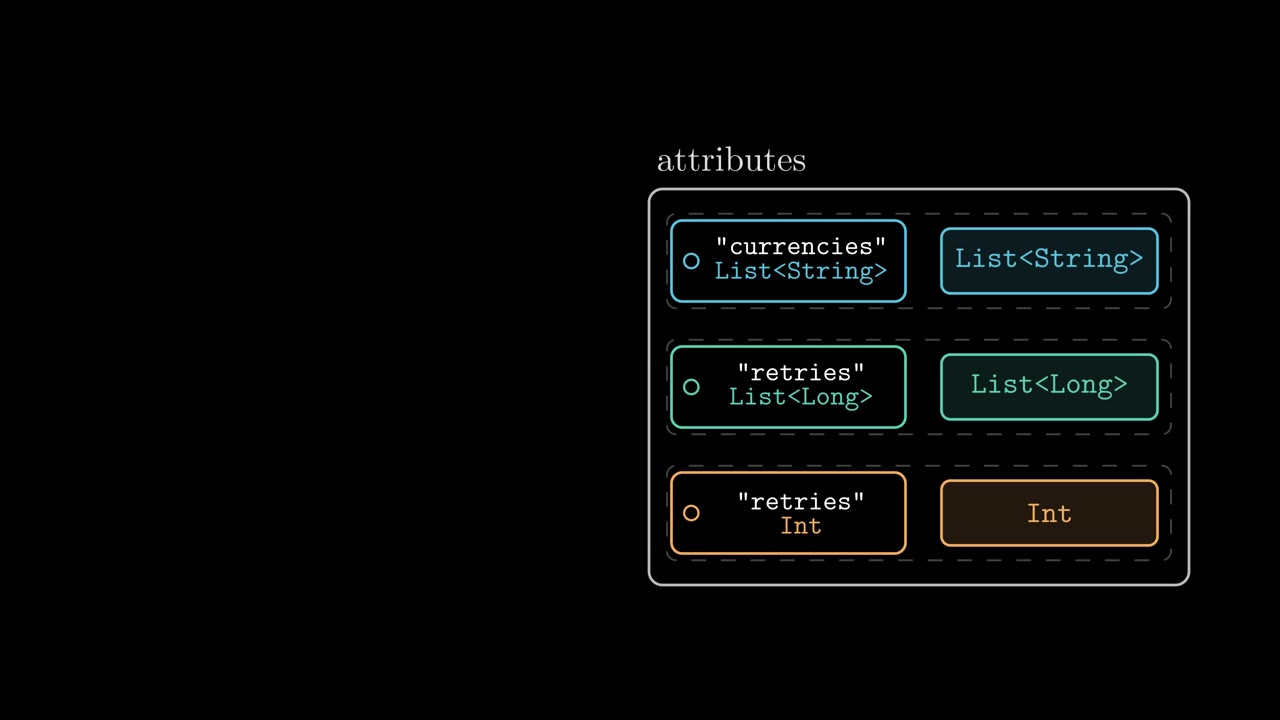 attributes
"currencies"
List<String>
List<String>
"retries"
List<Long>
List<Long>
"retries"
Int
Int